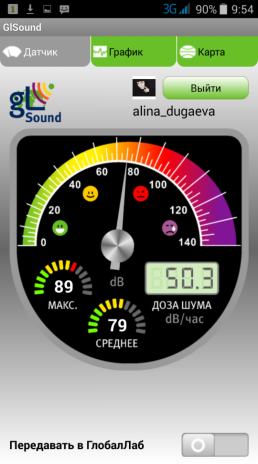 3G 90% 9:54
GlSound
Датчик График Карта
gL Sound
Выйти
alina_dugaeva
0 20 40 60 80 100 120 140
dB
89
МАКС.
79
СРЕДНЕЕ
50.3
ДОЗА ШУМА
dB/час
Передавать в ГлобалЛаб